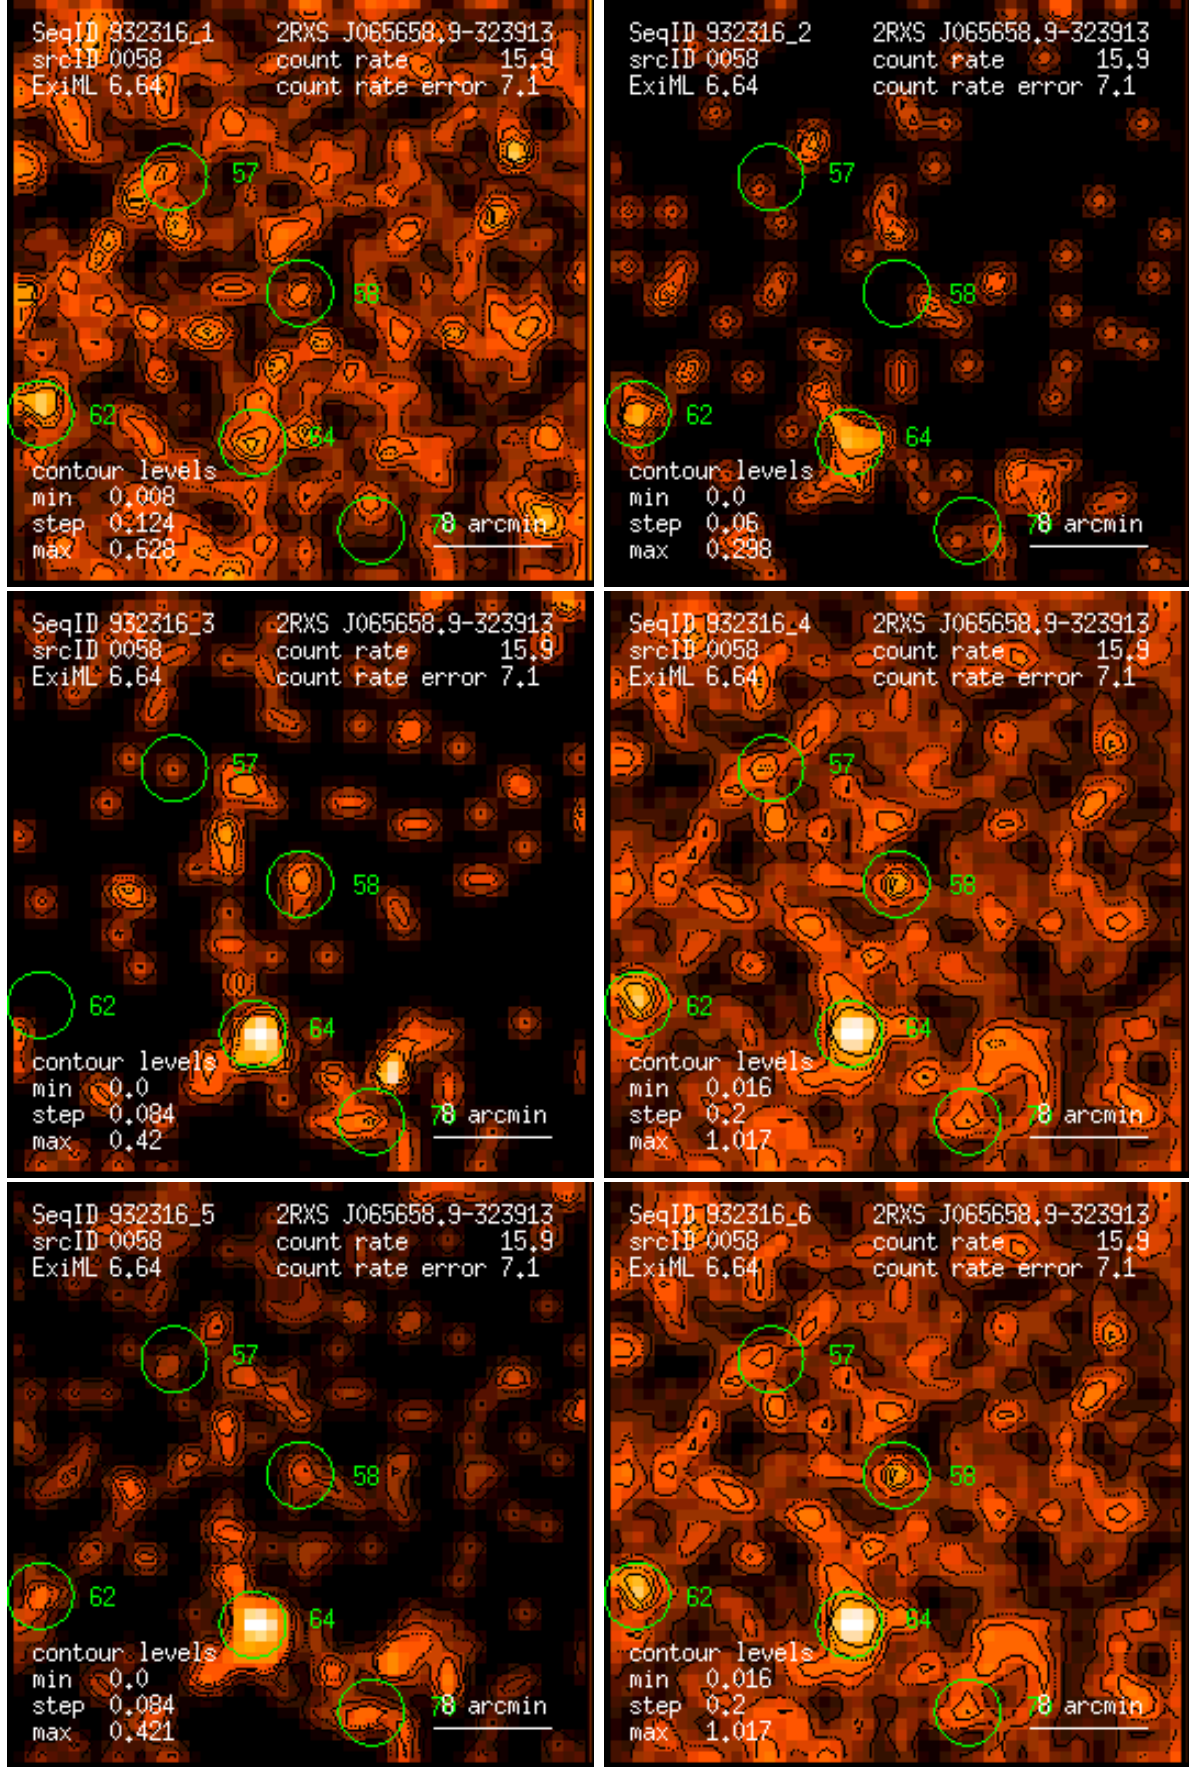 SeqID 932316_1 2RXS J065658.9-323913
srcID 0058 count rate 15.9
ExiML 6.64 count rate error 7.1
57
58
62
64
contour levels
min 0.008
step 0.124
max 0.628
8 arcmin
SeqID 932316_2 2RXS J065658.9-323913
srcID 0058 count rate 15.9
ExiML 6.64 count rate error 7.1
57
58
62
64
contour levels
min 0.0
step 0.06
max 0.298
8 arcmin
SeqID 932316_3 2RXS J065658.9-323913
srcID 0058 count rate 15.9
ExiML 6.64 count rate error 7.1
57
58
62
64
contour levels
min 0.0
step 0.084
max 0.42
8 arcmin
SeqID 932316_4 2RXS J065658.9-323913
srcID 0058 count rate 15.9
ExiML 6.64 count rate error 7.1
57
58
62
64
contour levels
min 0.016
step 0.2
max 1.017
8 arcmin
SeqID 932316_5 2RXS J065658.9-323913
srcID 0058 count rate 15.9
ExiML 6.64 count rate error 7.1
57
58
62
64
contour levels
min 0.0
step 0.084
max 0.421
8 arcmin
SeqID 932316_6 2RXS J065658.9-323913
srcID 0058 count rate 15.9
ExiML 6.64 count rate error 7.1
57
58
62
64
contour levels
min 0.016
step 0.2
max 1.017
8 arcmin